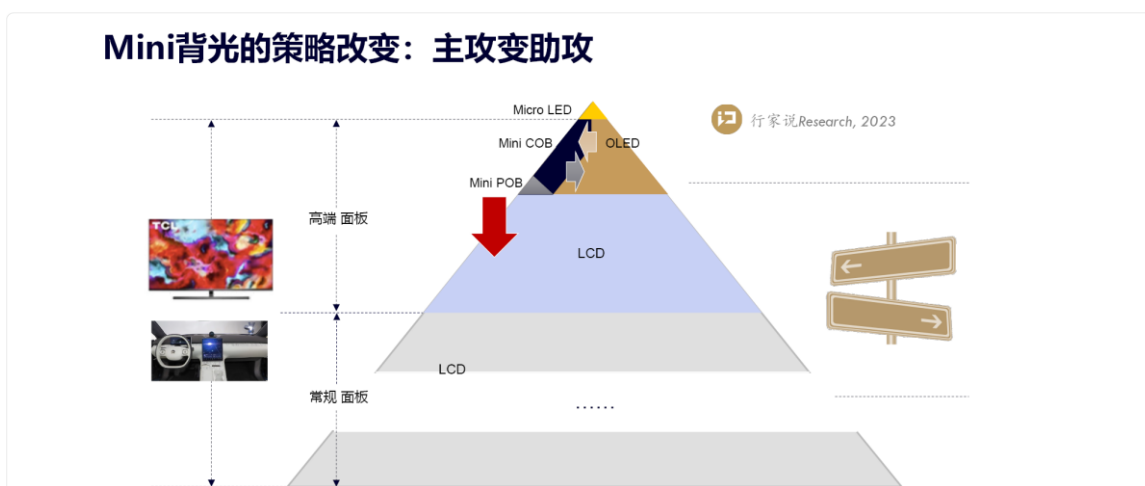 Mini背光的策略改变：主攻变助攻
Micro LED
行家说Research, 2023
Mini COB
OLED
Mini POB
高端 面板
TCL
LCD
LCD
常规 面板
......